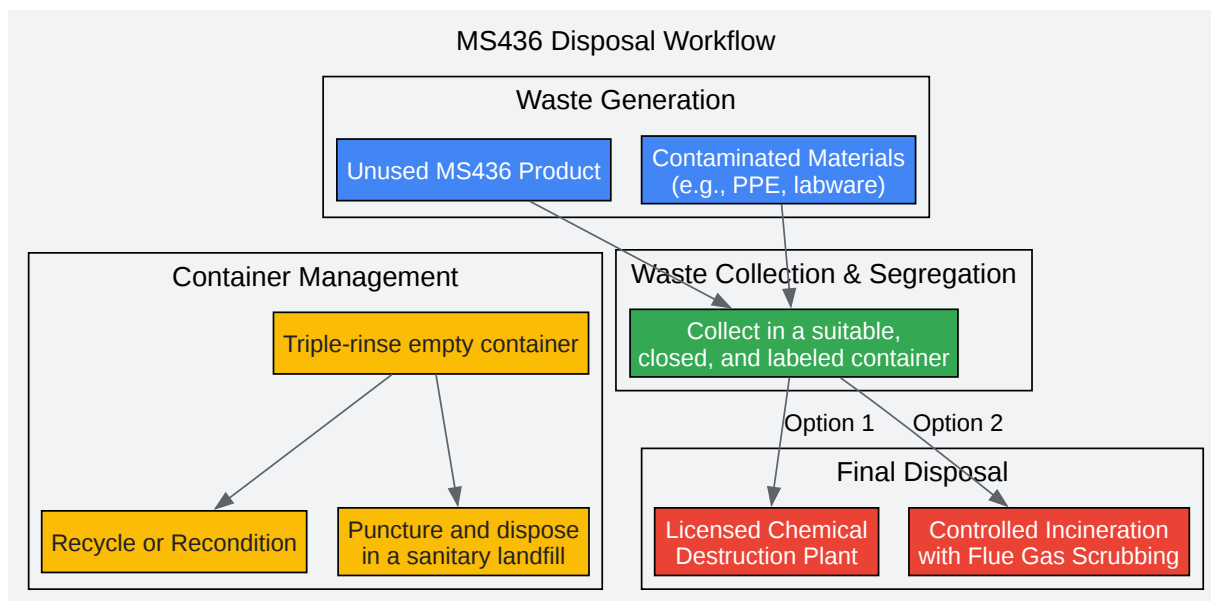 MS436 Disposal Workflow
Waste Generation
Unused MS436 Product
Contaminated Materials
(e.g., PPE, labware)
Container Management
Triple-rinse empty container
Recycle or Recondition
Puncture and dispose
in a sanitary landfill
Waste Collection & Segregation
Collect in a suitable,
closed, and labeled container
Option 1
Option 2
Final Disposal
Licensed Chemical
Destruction Plant
Controlled Incineration
with Flue Gas Scrubbing